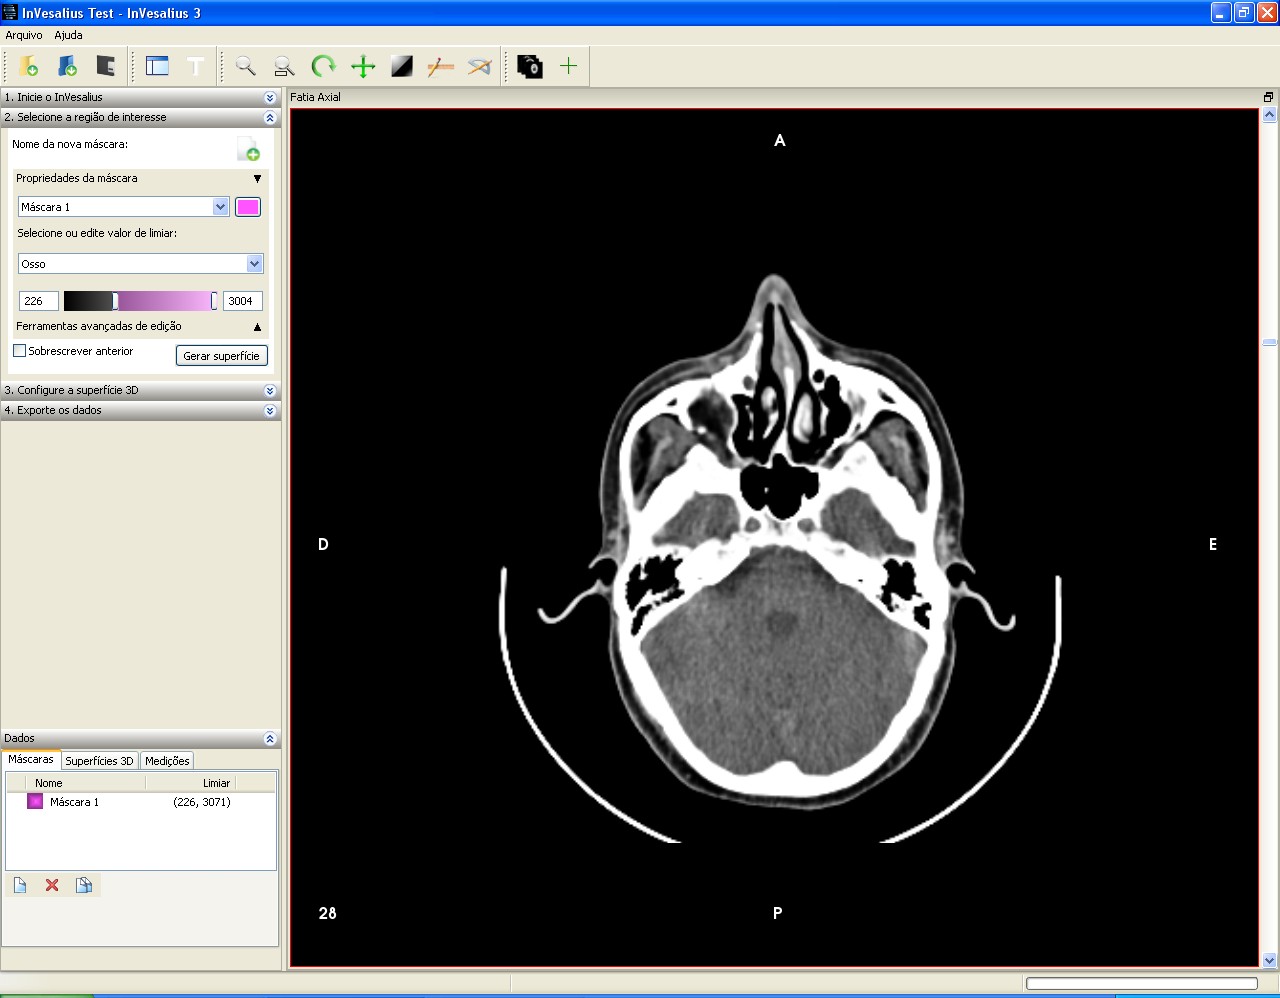 InVesalius Test - InVesalius 3
Arquivo Ajuda
T
1. Inicie o InVesalius
2. Selecione a região de interesse
Nome da nova máscara:
Propriedades da máscara
Máscara 1
Selecione ou edite valor de limiar:
Osso
226 3004
Ferramentas avançadas de edição
Sobrescrever anterior Gerar superfície
3. Configure a superfície 3D
4. Exporte os dados
Dados
Máscaras Superfícies 3D Medições
Nome Limiar
Máscara 1 (226, 3071)
Fatia Axial
A
D E
28 P